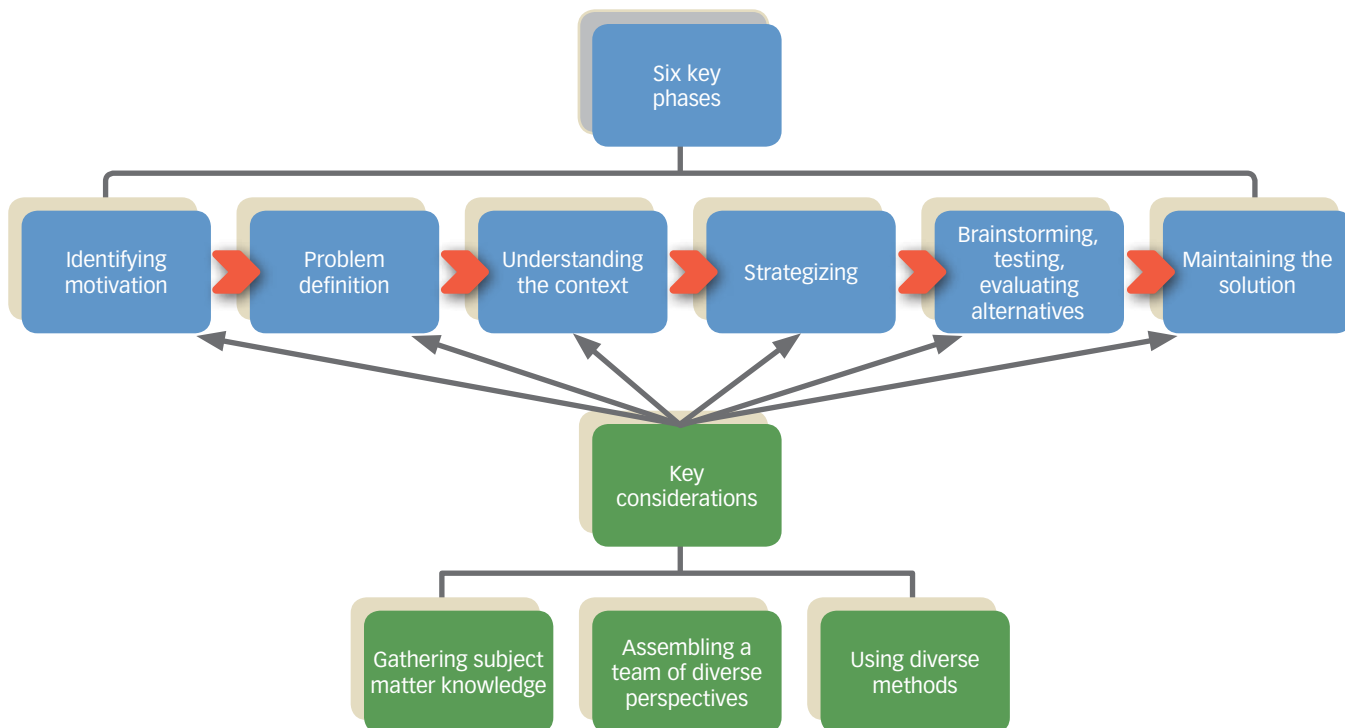 Six key
phases
Identifying
motivation
Problem
definition
Understanding
the context
Strategizing
Brainstorming,
testing,
evaluating
alternatives
Maintaining the
solution
Key
considerations
Gathering subject
matter knowledge
Assembling a
team of diverse
perspectives
Using diverse
methods